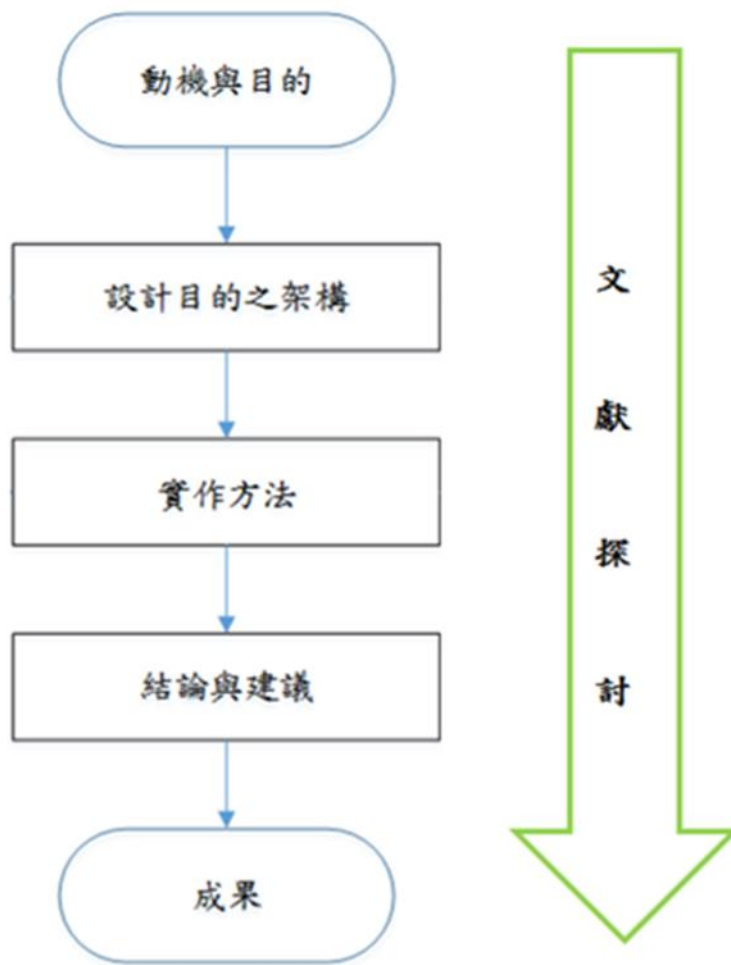 動機與目的
設計目的之架構
實作方法
結論與建議
成果
文
獻
探
討